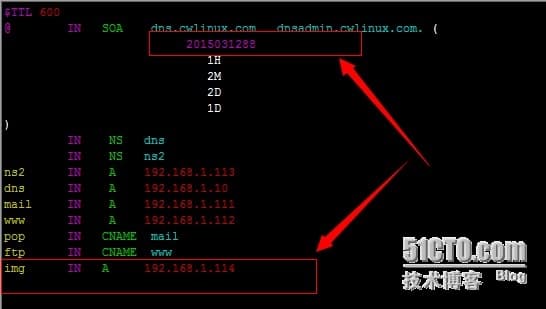 $TTL 600
@ IN SOA dns.cwlinux.com. dnsadmin.cwlinux.com. (
2015031288
1H
2M
2D
1D
)
IN NS dns
IN NS ns2
ns2 IN A 192.168.1.113
dns IN A 192.168.1.10
mail IN A 192.168.1.111
www IN A 192.168.1.112
pop IN CNAME mail
ftp IN CNAME www
img IN A 192.168.1.114
51CTO.com
技术博客 Blog